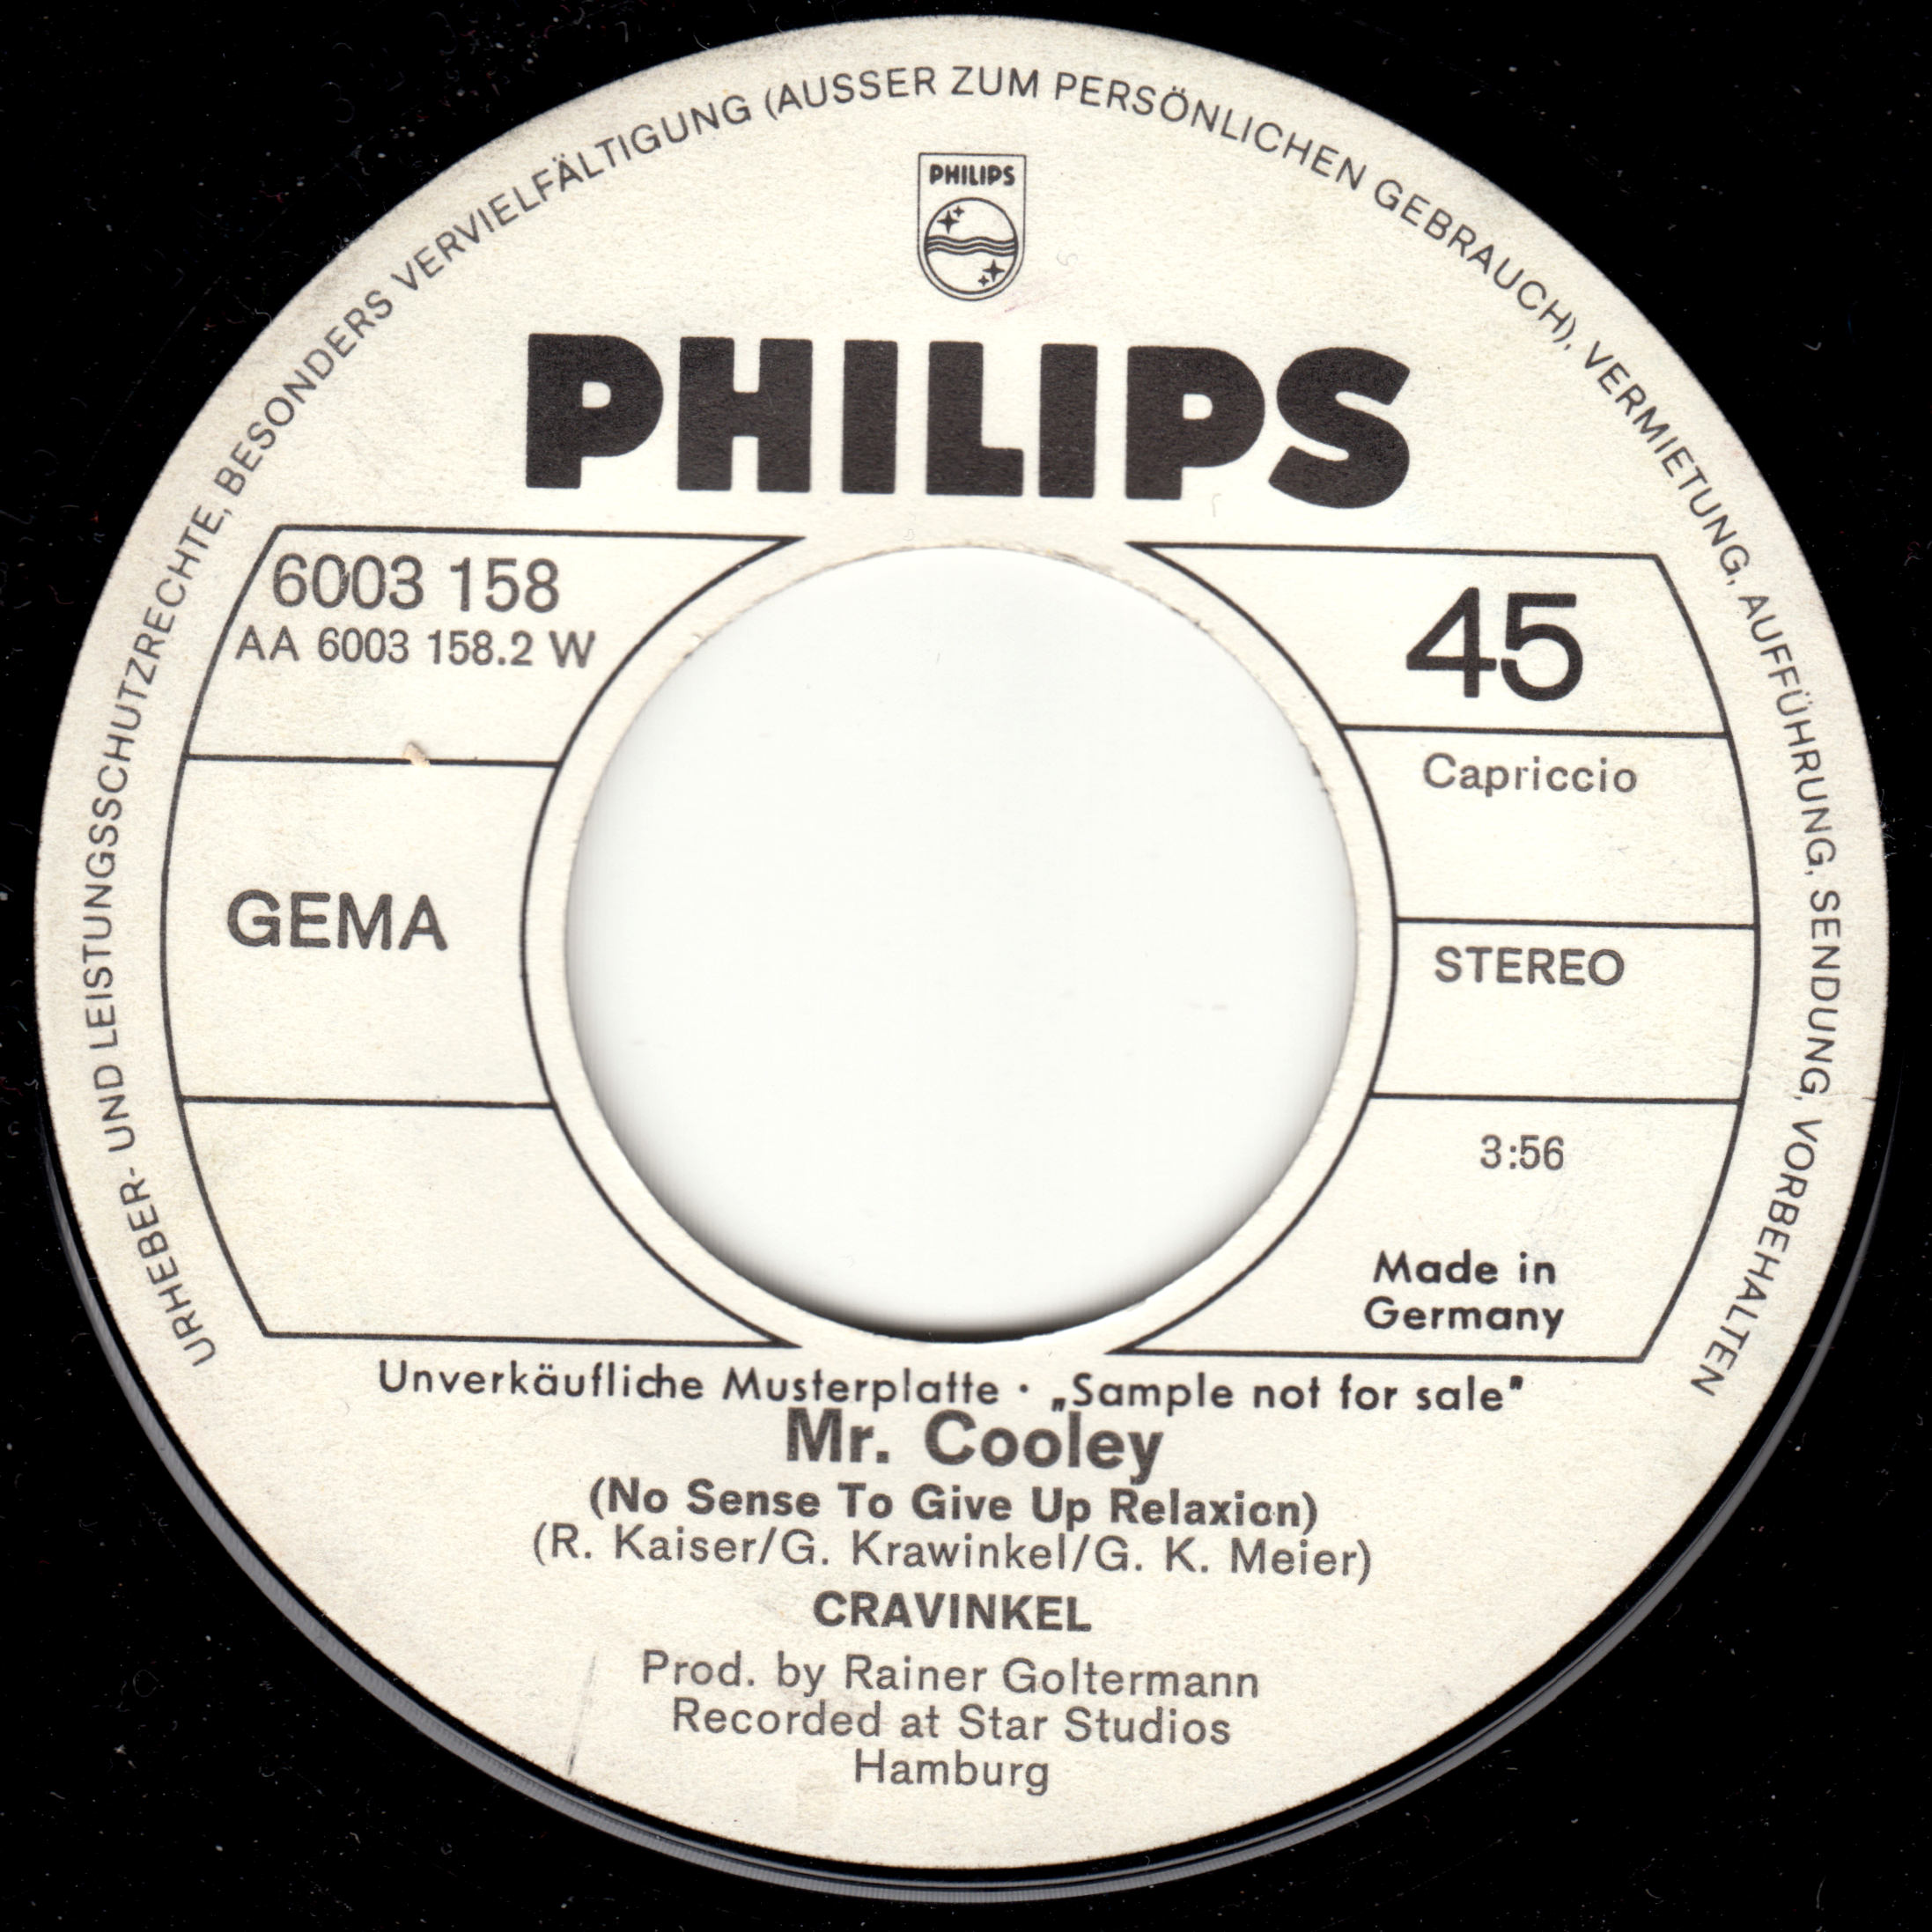 URHEBER- UND LEISTUNGSSCHUTZRECHTE, BESONDERS VERVIELFÄLTIGUNG (AUSSER ZUM PERSÖNLICHEN GEBRAUCH), VERMIETUNG, AUFFÜHRUNG, SENDUNG, VORBEHALTEN
PHILIPS
PHILIPS
6003 158
AA 6003 158.2 W
GEMA
45
Capriccio
STEREO
3:56
Made in
Germany
Unverkäufliche Musterplatte · „Sample not for sale"
Mr. Cooley
(No Sense To Give Up Relaxion)
(R. Kaiser/G. Krawinkel/G. K. Meier)
CRAVINKEL
Prod. by Rainer Goltermann
Recorded at Star Studios
Hamburg